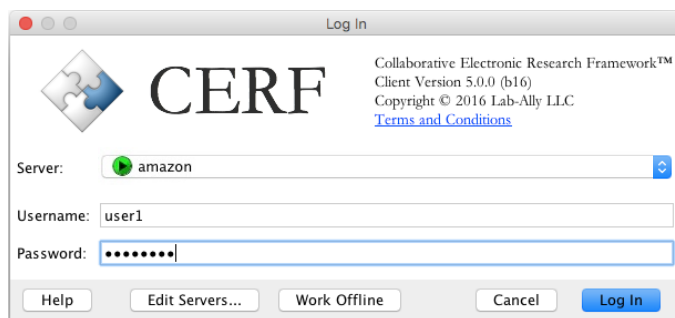 Log In
CERF
Collaborative Electronic Research Framework™
Client Version 5.0.0 (b16)
Copyright © 2016 Lab-Ally LLC
Terms and Conditions
Server: amazon
Username: user1
Password: ••••••••
Help Edit Servers... Work Offline Cancel Log In